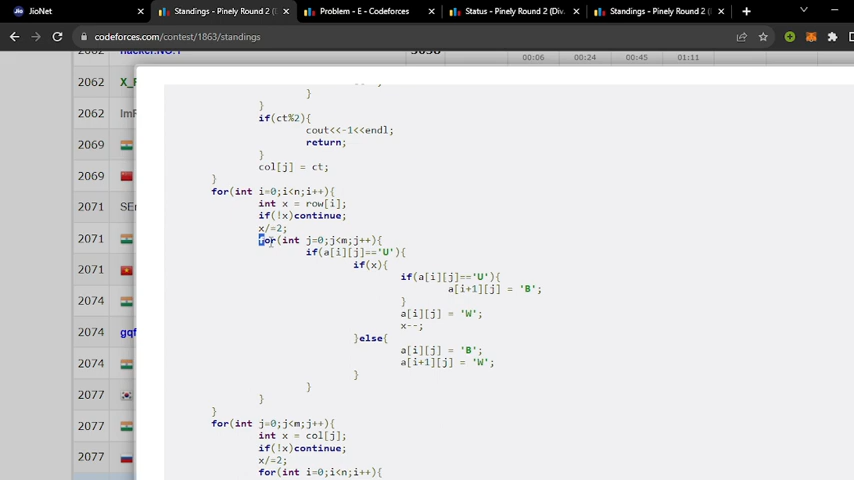 JioNet
Standings - Pinely Round 2 (
Problem - E - Codeforces
Status - Pinely Round 2 (Div.
Standings - Pinely Round 2 (
codeforces.com/contest/1863/standings
00:06 00:24 00:45 01:11
2062
2062
2069
2069
2071
2071
2071
2074
2074
2074
2077
2077
2077
}
}
if(ct%2){
cout<<-1<<endl;
return;
}
col[j] = ct;
}
for(int i=0;i<n;i++){
int x = row[i];
if(!x)continue;
x/=2;
for(int j=0;j<m;j++){
if(a[i][j]=='U'){
if(x){
if(a[i][j]=='U'){
a[i+1][j] = 'B';
}
a[i][j] = 'W';
x--;
}else{
a[i][j] = 'B';
a[i+1][j] = 'W';
}
}
}
}
for(int j=0;j<m;j++){
int x = col[j];
if(!x)continue;
x/=2;
for(int i=0;i<n;i++){